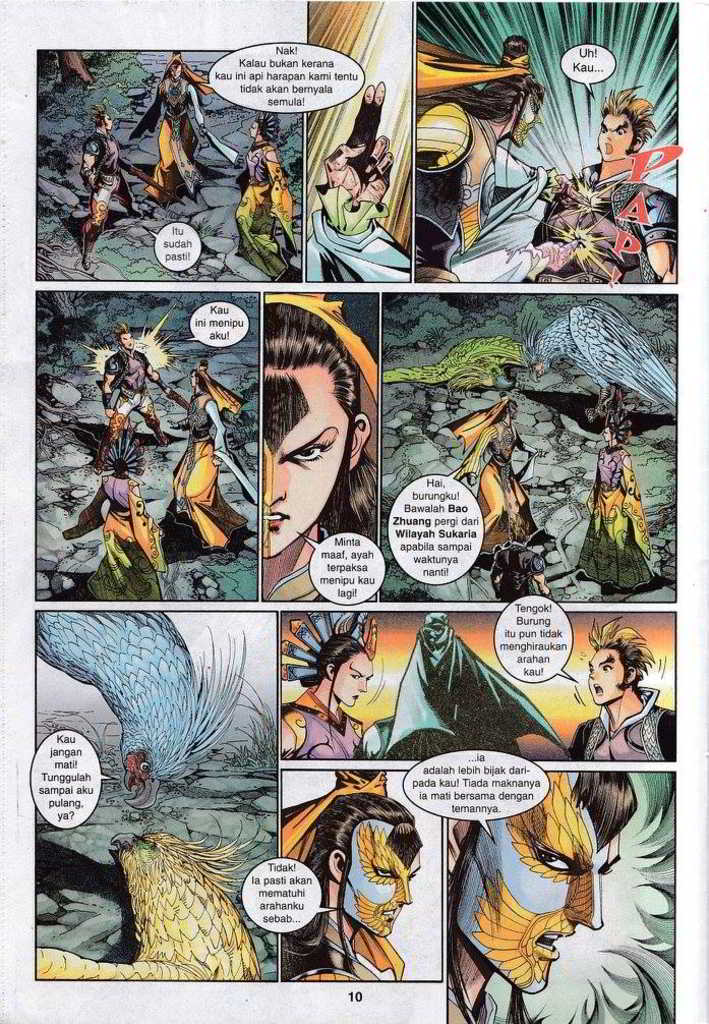 Nak!
Kalau bukan kerana
kau ini api harapan kami tentu
tidak akan bernyala
semula!
Itu
sudah
pasti!
Uh!
Kau...
PAP!
Kau
ini menipu
aku!
Minta
maaf, ayah
terpaksa
menipu kau
lagi!
Hai,
burungku!
Bawalah Bao
Zhuang pergi dari
Wilayah Sukaria
apabila sampai
waktunya
nanti!
Kau
jangan
mati!
Tunggulah
sampai aku
pulang,
ya?
Tengok!
Burung
itu pun tidak
menghiraukan
arahan
kau!
Tidak!
Ia pasti akan
mematuhi
arahanku
sebab...
...ia
adalah lebih bijak dari-
pada kau! Tiada maknanya
ia mati bersama dengan
temannya.
10